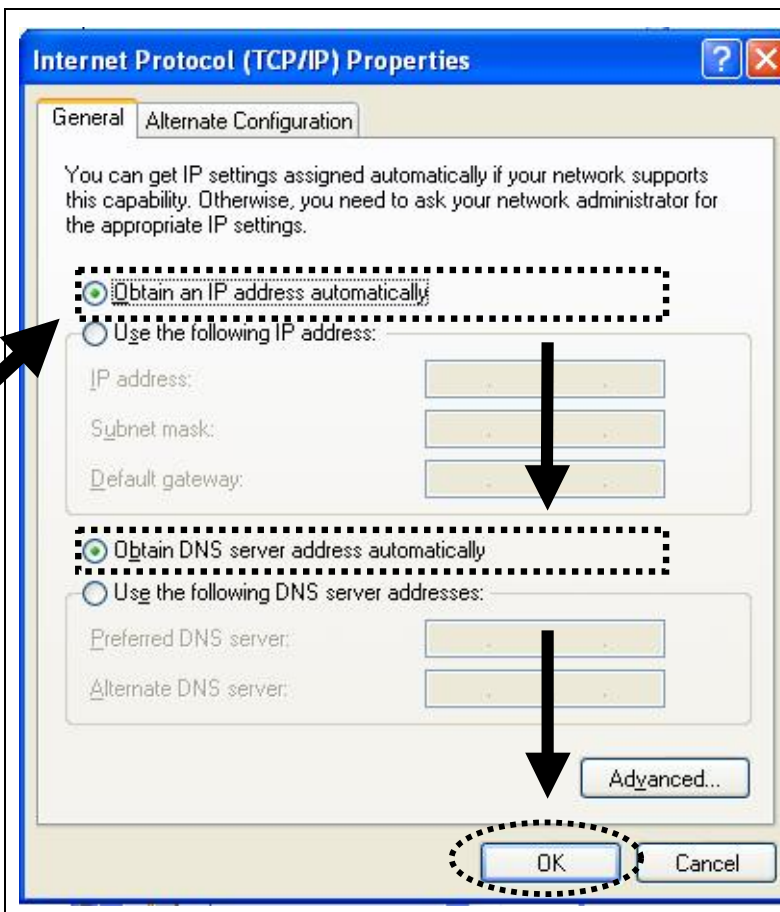 Internet Protocol (TCP/IP) Properties
?
General
Alternate Configuration
You can get IP settings assigned automatically if your network supports
this capability. Otherwise, you need to ask your network administrator for
the appropriate IP settings.
Obtain an IP address automatically
Use the following IP address:
IP address:
Subnet mask:
Default gateway:
Obtain DNS server address automatically
Use the following DNS server addresses:
Preferred DNS server:
Alternate DNS server:
Advanced...
OK
Cancel